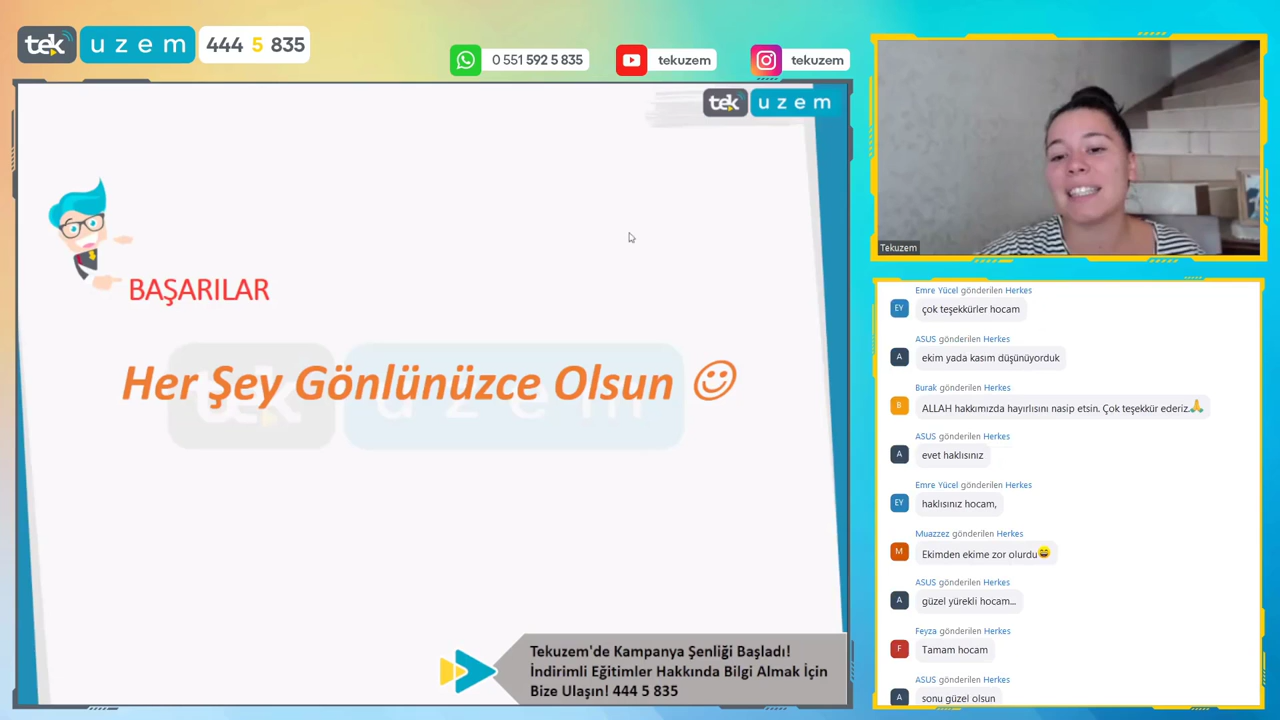 tek uzem 444 5 835
0 551 592 5 835
tekuzem
tekuzem
tek uzem
BAŞARILAR
Her Şey Gönlünüzce Olsun ☺
tek uzem
Tekuzem'de Kampanya Şenliği Başladı!
İndirimli Eğitimler Hakkında Bilgi Almak İçin
Bize Ulaşın! 444 5 835
Tekuzem
Emre Yücel gönderilen Herkes
EY çok teşekkürler hocam
ASUS gönderilen Herkes
A ekim yada kasım düşünüyorduk
Burak gönderilen Herkes
B ALLAH hakkımızda hayırlısını nasip etsin. Çok teşekkür ederiz.🙏
ASUS gönderilen Herkes
A evet haklısınız
Emre Yücel gönderilen Herkes
EY haklısınız hocam,
Muazzez gönderilen Herkes
M Ekimden ekime zor olurdu😄
ASUS gönderilen Herkes
A güzel yürekli hocam...
Feyza gönderilen Herkes
F Tamam hocam
ASUS gönderilen Herkes
A sonu güzel olsun